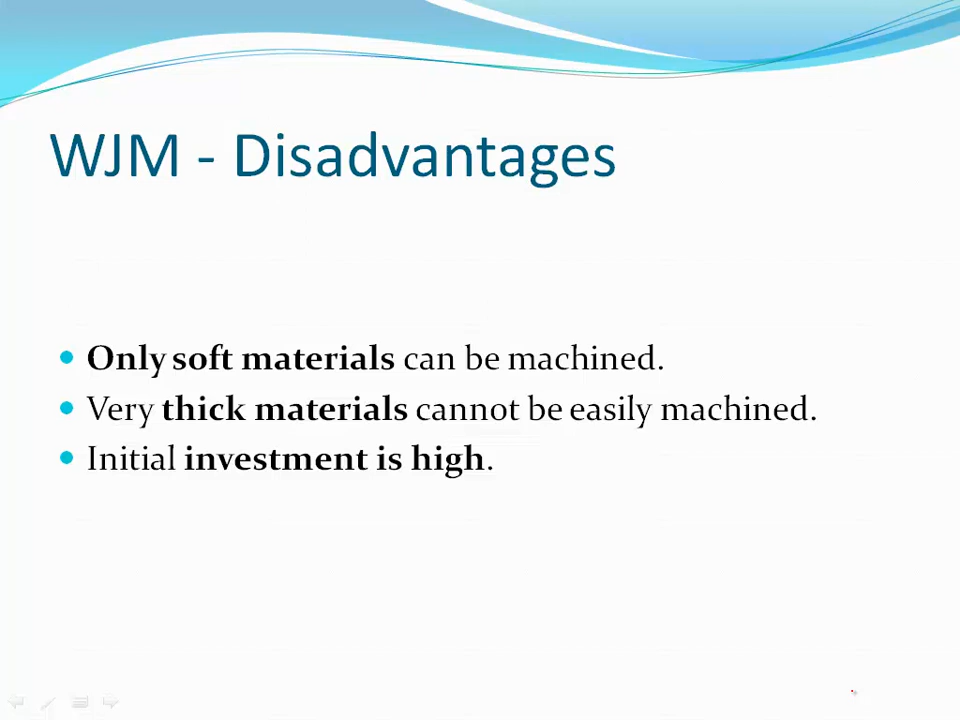 WJM - Disadvantages
Only soft materials can be machined.
Very thick materials cannot be easily machined.
Initial investment is high.